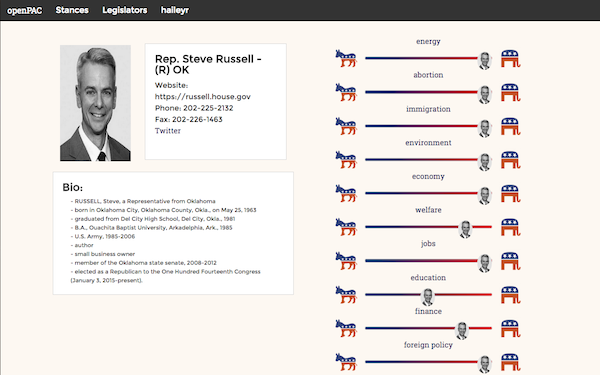 openPAC Stances Legislators haileyr
Rep. Steve Russell -
(R) OK
Website:
https://russell.house.gov
Phone: 202-225-2132
Fax: 202-226-1463
Twitter
Bio:
- RUSSELL, Steve, a Representative from Oklahoma
- born in Oklahoma City, Oklahoma County, Okla., on May 25, 1963
- graduated from Del City High School, Del City, Okla., 1981
- B.A., Ouachita Baptist University, Arkadelphia, Ark., 1985
- U.S. Army, 1985-2006
- author
- small business owner
- member of the Oklahoma state senate, 2008-2012
- elected as a Republican to the One Hundred Fourteenth Congress
(January 3, 2015-present).
energy
abortion
immigration
environment
economy
welfare
jobs
education
finance
foreign policy